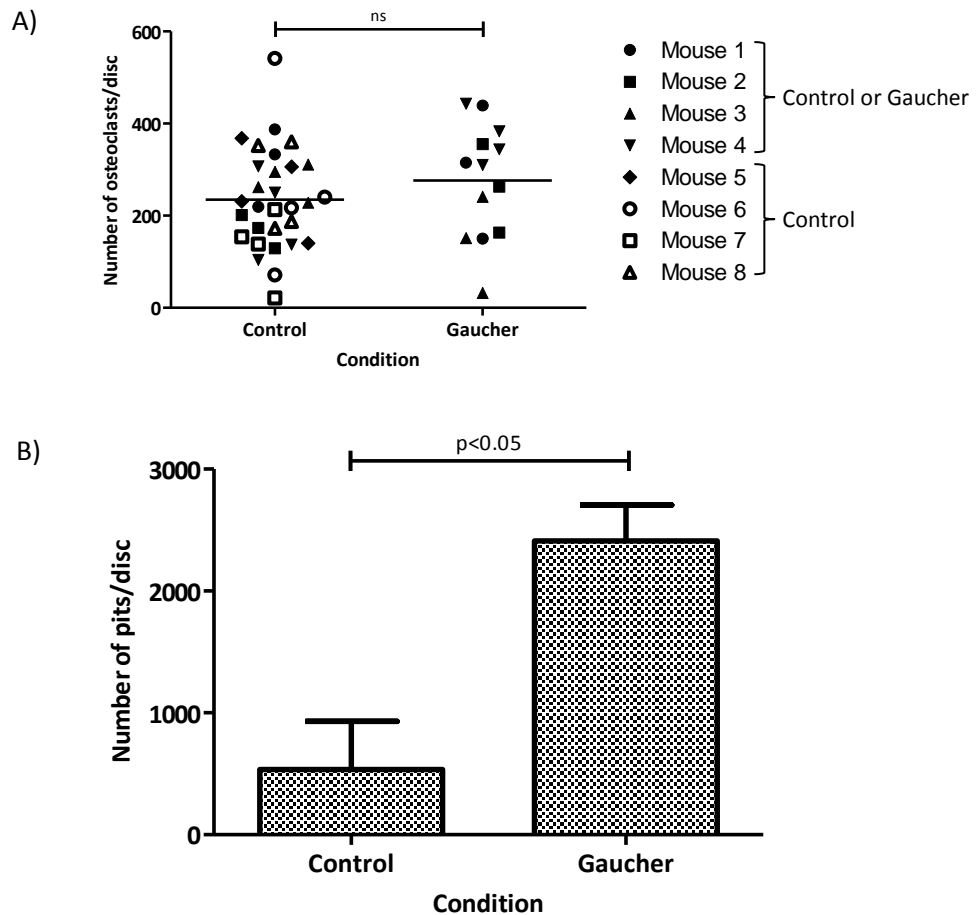 A)
ns
600
400
200
0
Number of osteoclasts/disc
Control
Gaucher
Condition
Mouse 1
Mouse 2
Mouse 3
Mouse 4
Mouse 5
Mouse 6
Mouse 7
Mouse 8
Control or Gaucher
Control
B)
p<0.05
3000
2000
1000
0
Number of pits/disc
Control
Gaucher
Condition